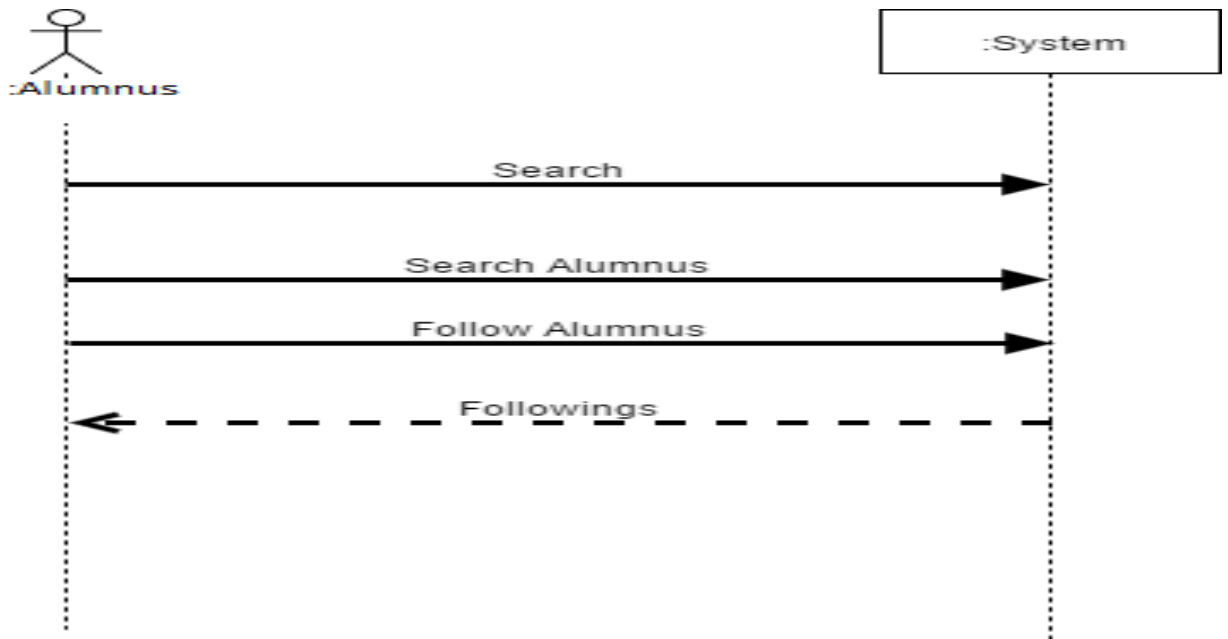 :Alumnus
:System
Search
Search Alumnus
Follow Alumnus
Followings